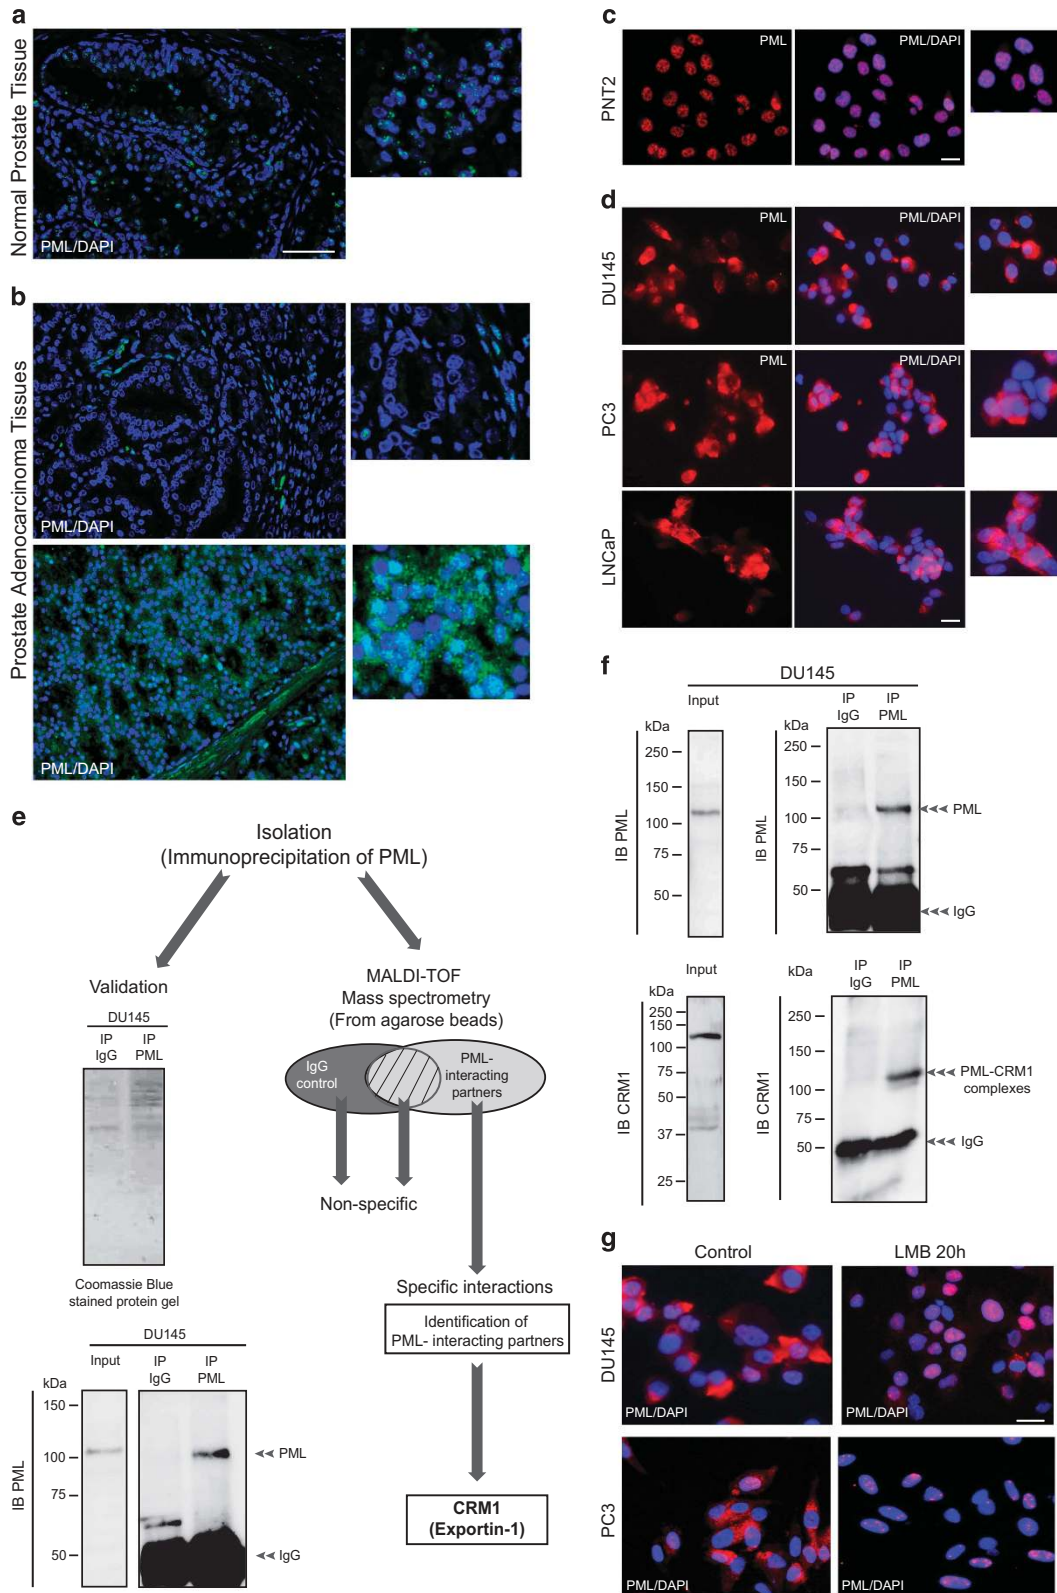 a
Normal Prostate Tissue
PML/DAPI
b
Prostate Adenocarcinoma Tissues
PML/DAPI
PML/DAPI
c
PNT2
PML
PML/DAPI
d
DU145
PML
PML/DAPI
PC3
PML
PML/DAPI
LNCaP
e
Isolation
(Immunoprecipitation of PML)
Validation
DU145
IP IP
IgG PML
Coomassie Blue
stained protein gel
MALDI-TOF
Mass spectrometry
(From agarose beads)
IgG
control
PML-
interacting
partners
Non-specific
Specific interactions
Identification of
PML- interacting partners
CRM1
(Exportin-1)
DU145
Input
IP IP
IgG PML
kDa
150
100
75
50
IB PML
PML
IgG
f
DU145
Input
IP IP
IgG PML
kDa
250
150
100
75
50
IB PML
kDa
250
150
100
75
50
IB PML
PML
IgG
Input
IP IP
IgG PML
kDa
250
150
100
75
50
37
25
IB CRM1
kDa
250
150
100
75
50
IB CRM1
PML-CRM1
complexes
IgG
g
Control
LMB 20h
DU145
PML/DAPI
PML/DAPI
PC3
PML/DAPI
PML/DAPI